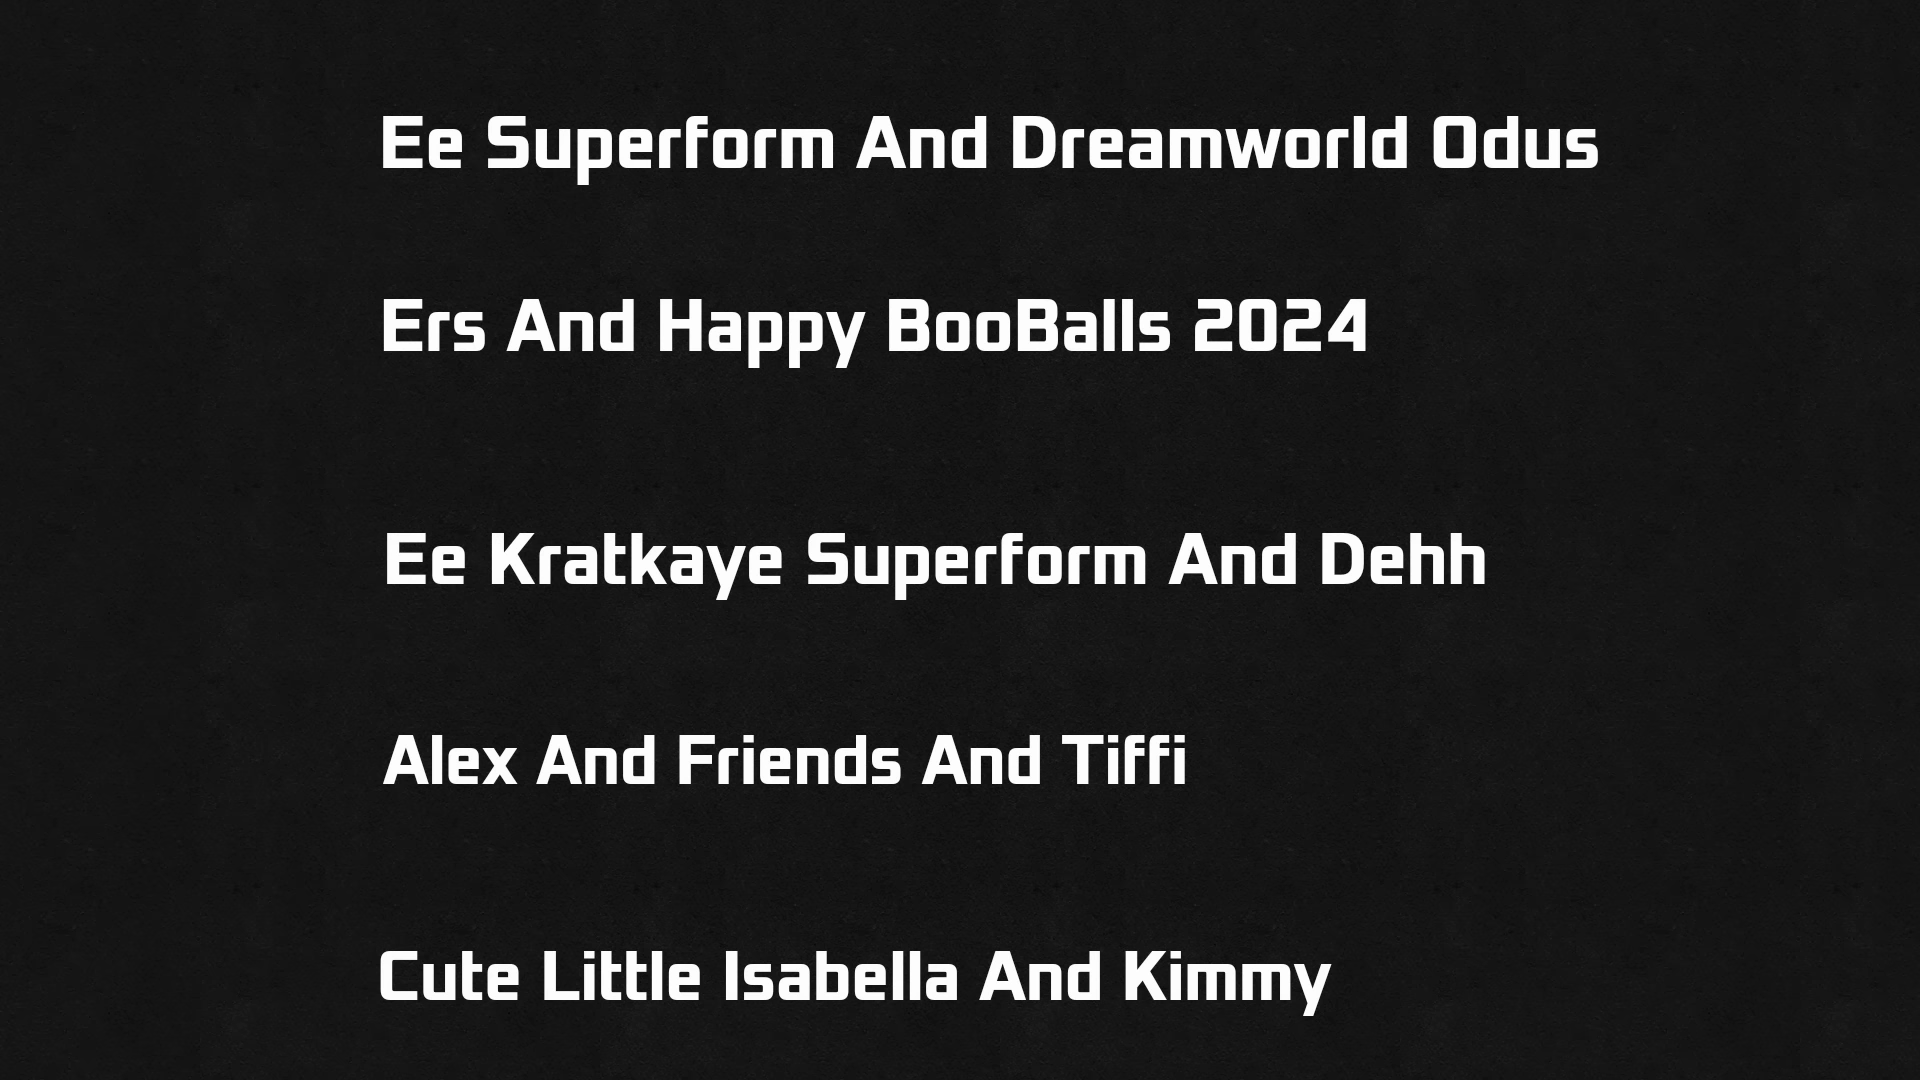 Ee Superform And Dreamworld Odus
Ers And Happy BooBalls 2024
Ee Kratkaye Superform And Dehh
Alex And Friends And Tiffi
Cute Little Isabella And Kimmy